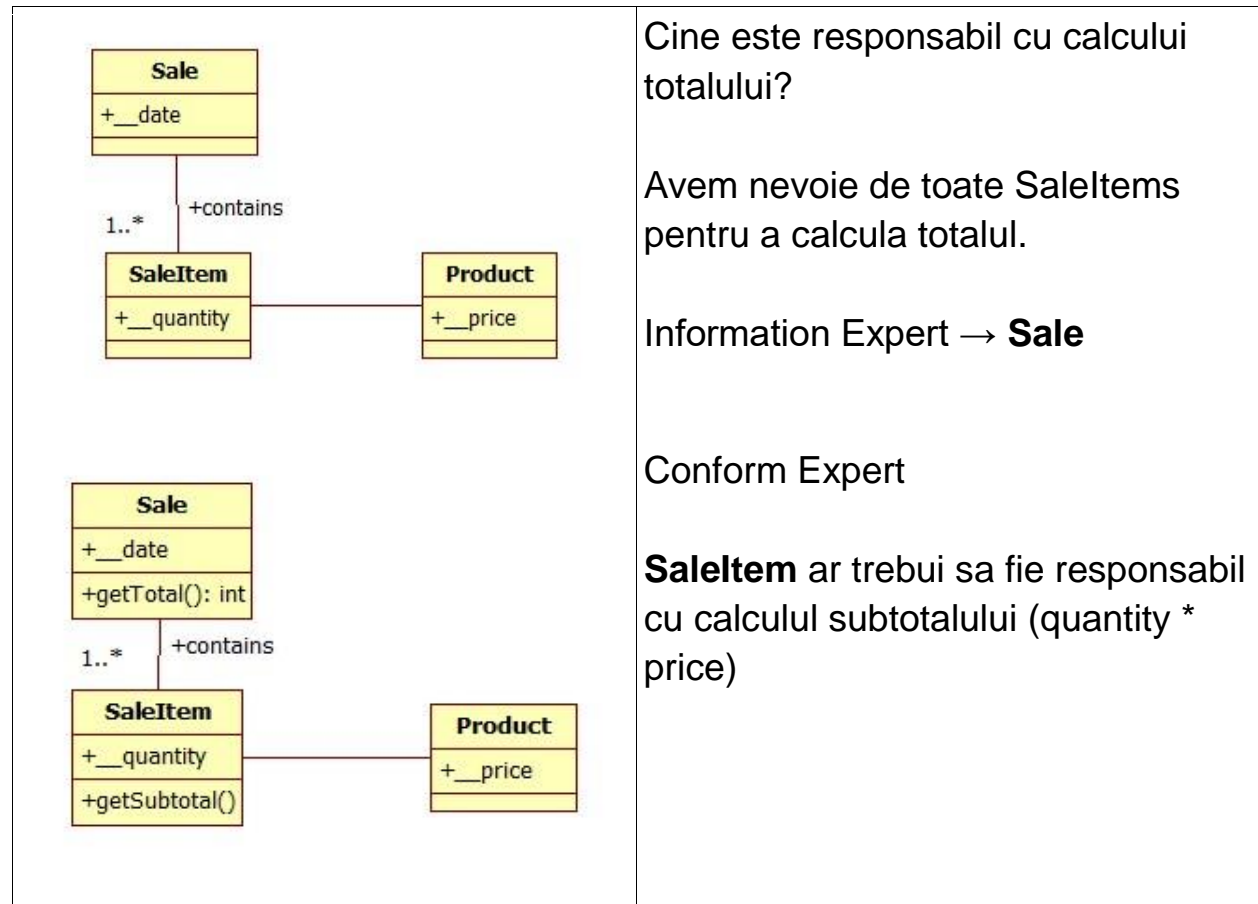 Sale
+__date
+contains
1..*
SaleItem
+__quantity
Product
+__price
Sale
+__date
+getTotal(): int
+contains
1..*
SaleItem
+__quantity
+getSubtotal()
Product
+__price
Cine este responsabil cu calcului
totalului?
Avem nevoie de toate SaleItems
pentru a calcula totalul.
Information Expert → Sale
Conform Expert
SaleItem ar trebui sa fie responsabil
cu calculul subtotalului (quantity *
price)